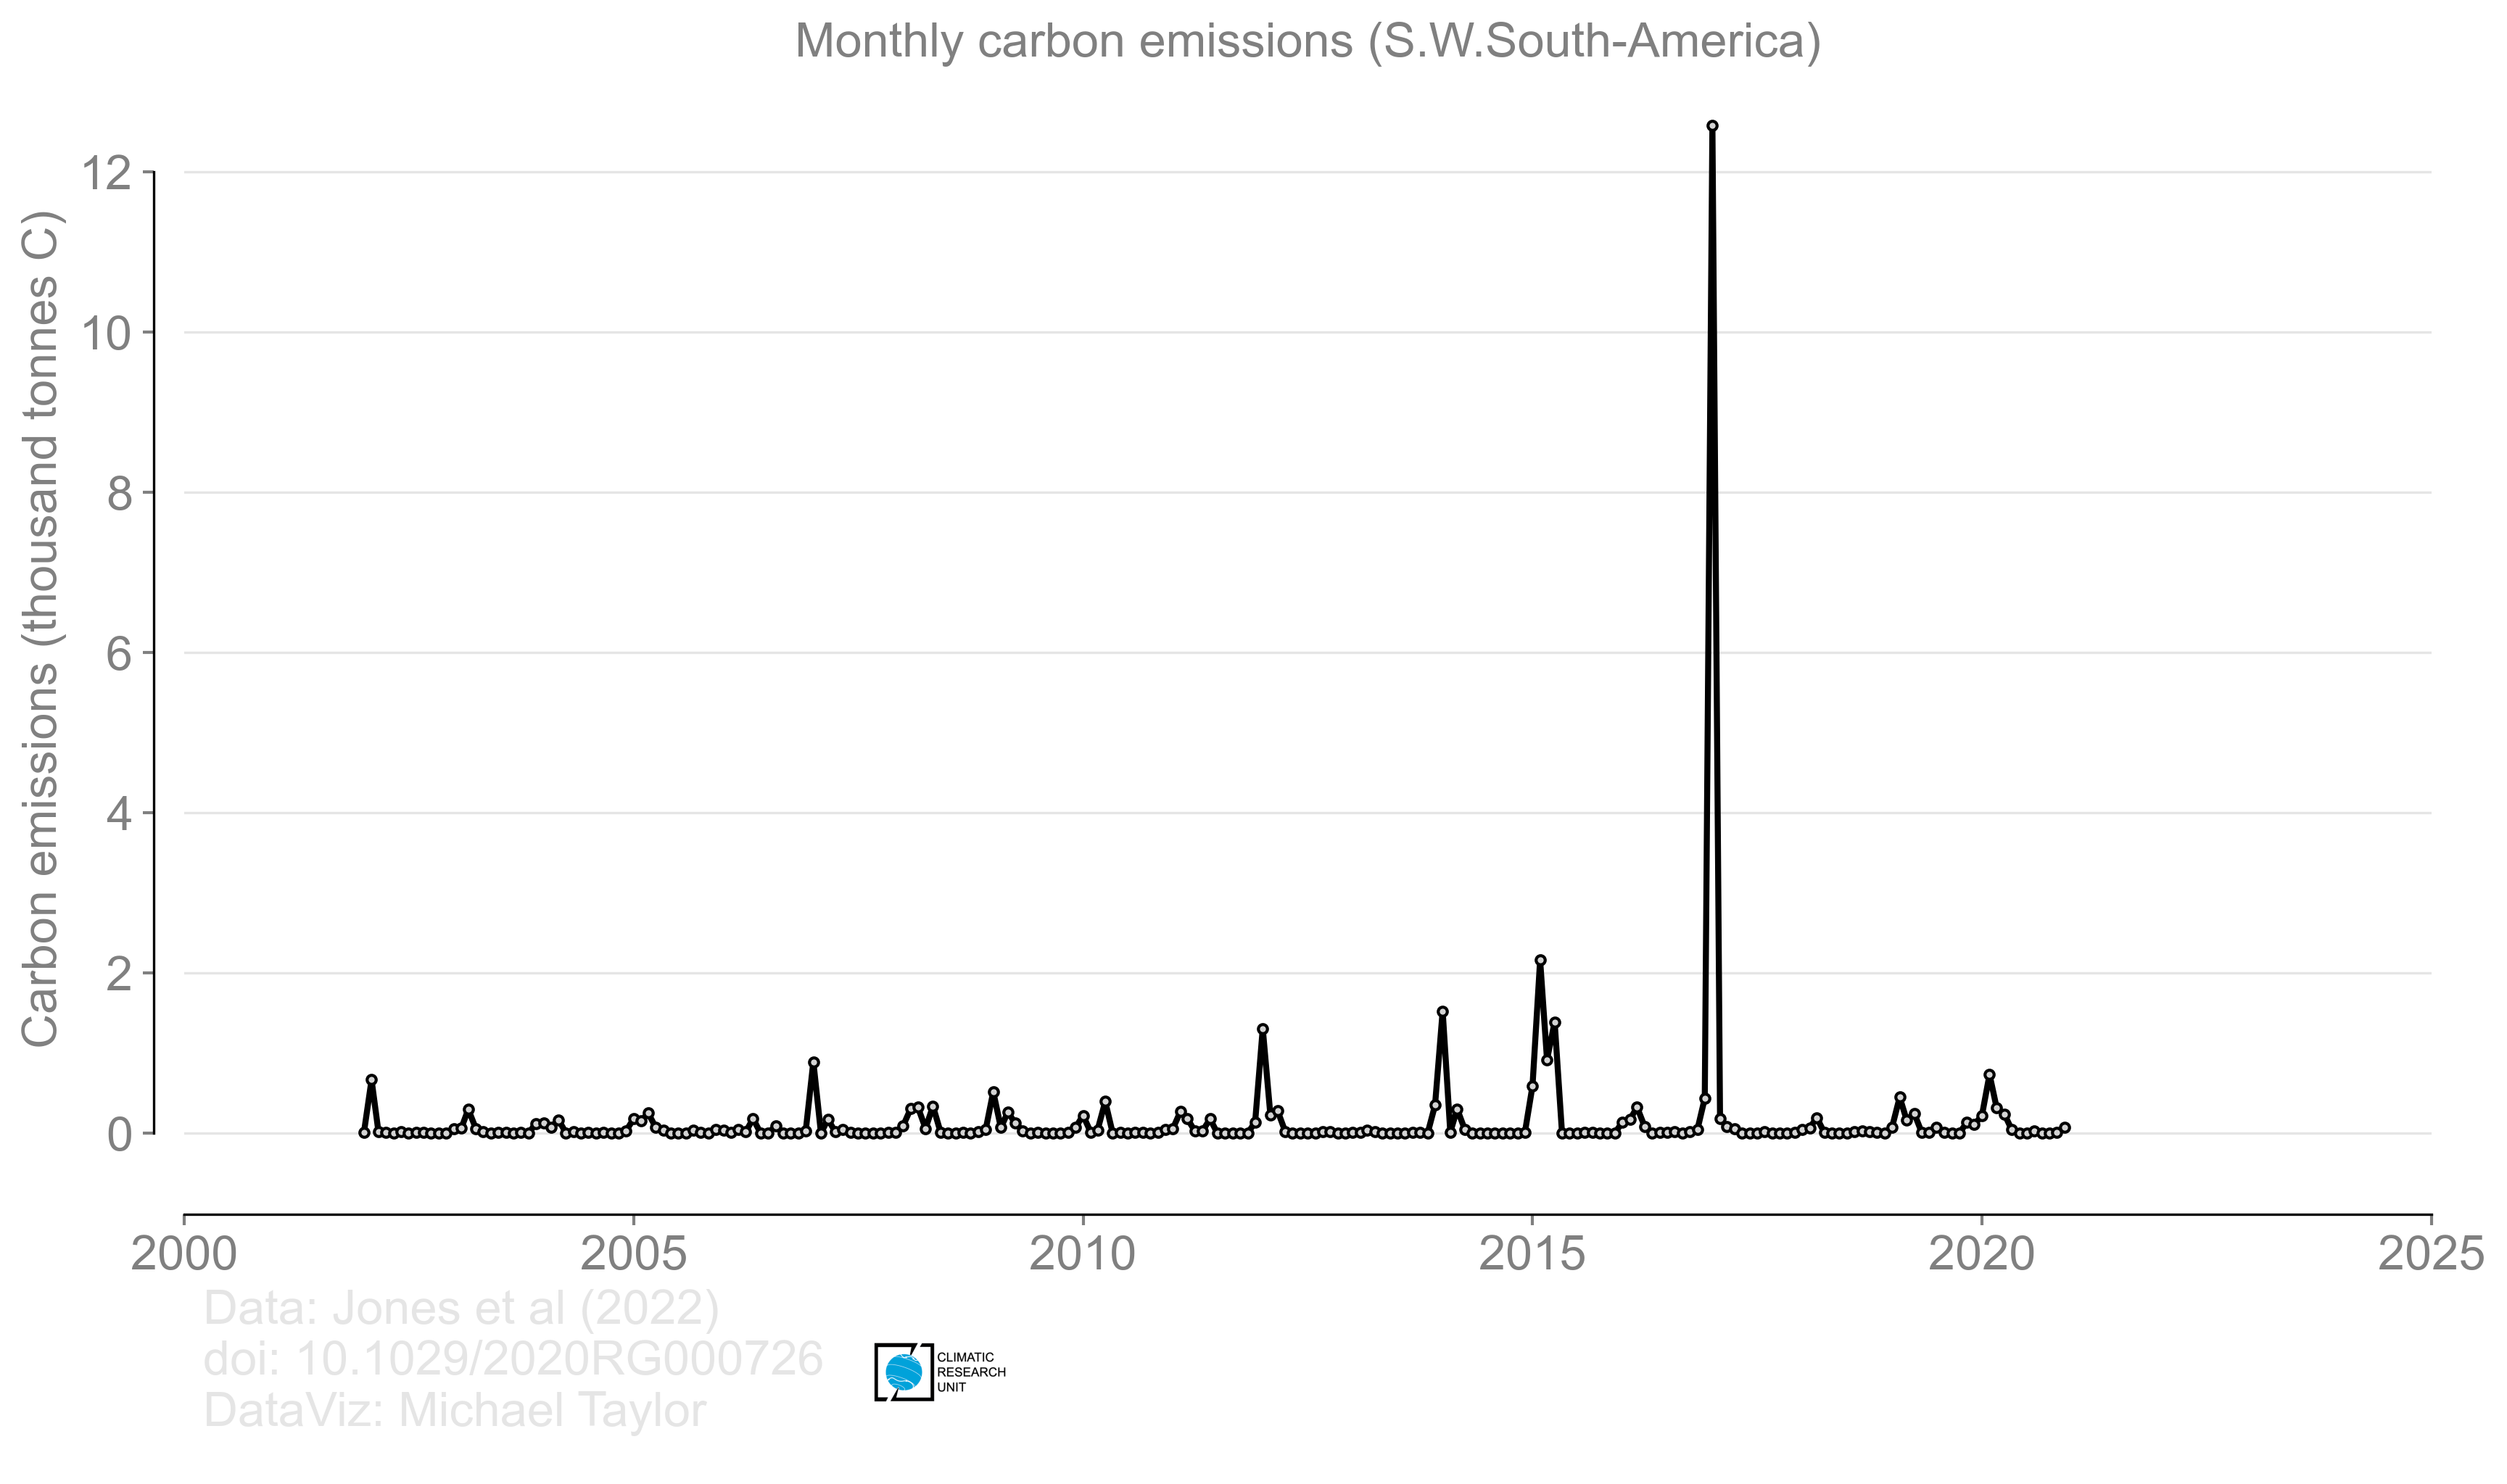 Monthly carbon emissions (S.W.South-America)
Carbon emissions (thousand tonnes C)
12
10
8
6
4
2
0
2000 2005 2010 2015 2020 2025
Data: Jones et al (2022)
doi: 10.1029/2020RG000726
DataViz: Michael Taylor
CLIMATIC
RESEARCH
UNIT